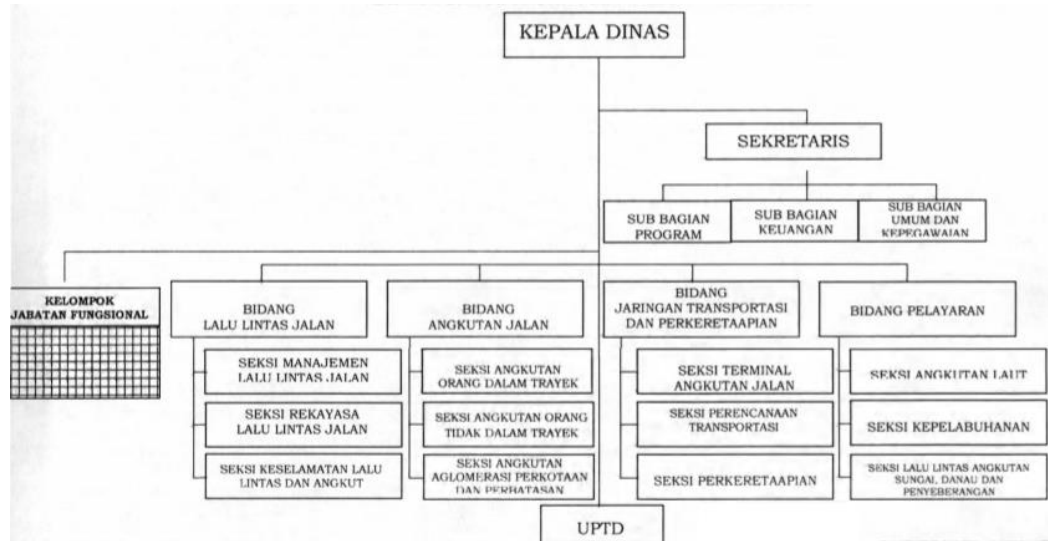 KEPALA DINAS
SEKRETARIS
SUB BAGIAN
PROGRAM
SUB BAGIAN
KEUANGAN
SUB BAGIAN
UMUM DAN
KEPEGAWAIAN
KELOMPOK
JABATAN FUNGSIONAL
BIDANG
LALU LINTAS JALAN
SEKSI MANAJEMEN
LALU LINTAS JALAN
SEKSI REKAYASA
LALU LINTAS JALAN
SEKSI KESELAMATAN LALU
LINTAS DAN ANGKUT
BIDANG
ANGKUTAN JALAN
SEKSI ANGKUTAN
ORANG DALAM TRAYEK
SEKSI ANGKUTAN ORANG
TIDAK DALAM TRAYEK
SEKSI ANGKUTAN
AGLOMERASI PERKOTAAN
DAN PERBATASAN
BIDANG
JARINGAN TRANSPORTASI
DAN PERKERETAAPIAN
SEKSI TERMINAL
ANGKUTAN JALAN
SEKSI PERENCANAAN
TRANSPORTASI
SEKSI PERKERETAAPIAN
BIDANG PELAYARAN
SEKSI ANGKUTAN LAUT
SEKSI KEPELABUHANAN
SEKSI LALU LINTAS ANGKUTAN
SUNGAI, DANAU DAN
PENYEBERANGAN
UPTD